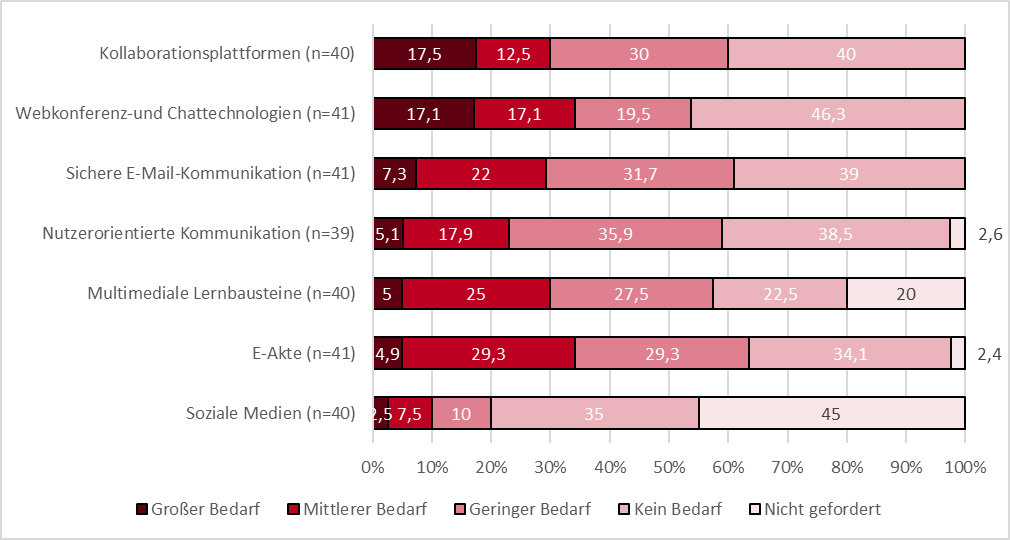 Kollaborationsplattformen (n=40) 17,5 12,5 30 40
Webkonferenz-und Chattechnologien (n=41) 17,1 17,1 19,5 46,3
Sichere E-Mail-Kommunikation (n=41) 7,3 22 31,7 39
Nutzerorientierte Kommunikation (n=39) 5,1 17,9 35,9 38,5 2,6
Multimediale Lernbausteine (n=40) 5 25 27,5 22,5 20
E-Akte (n=41) 4,9 29,3 29,3 34,1 2,4
Soziale Medien (n=40) 2,5 7,5 10 35 45
0% 10% 20% 30% 40% 50% 60% 70% 80% 90% 100%
Großer Bedarf Mittlerer Bedarf Geringer Bedarf Kein Bedarf Nicht gefordert